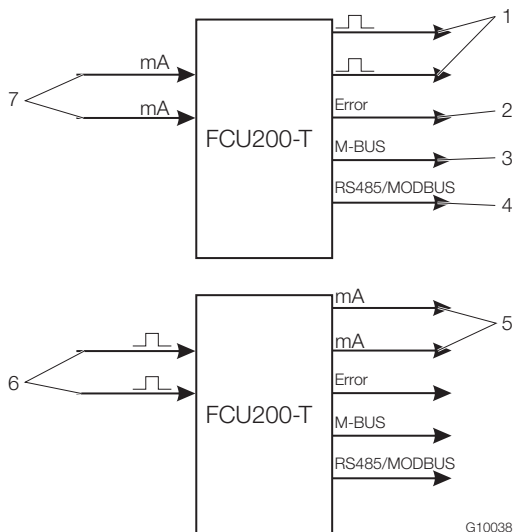 1
mA
7
mA
Error
2
FCU200-T
M-BUS
3
RS485/MODBUS
4
mA
5
mA
6
Error
FCU200-T
M-BUS
RS485/MODBUS
G10038